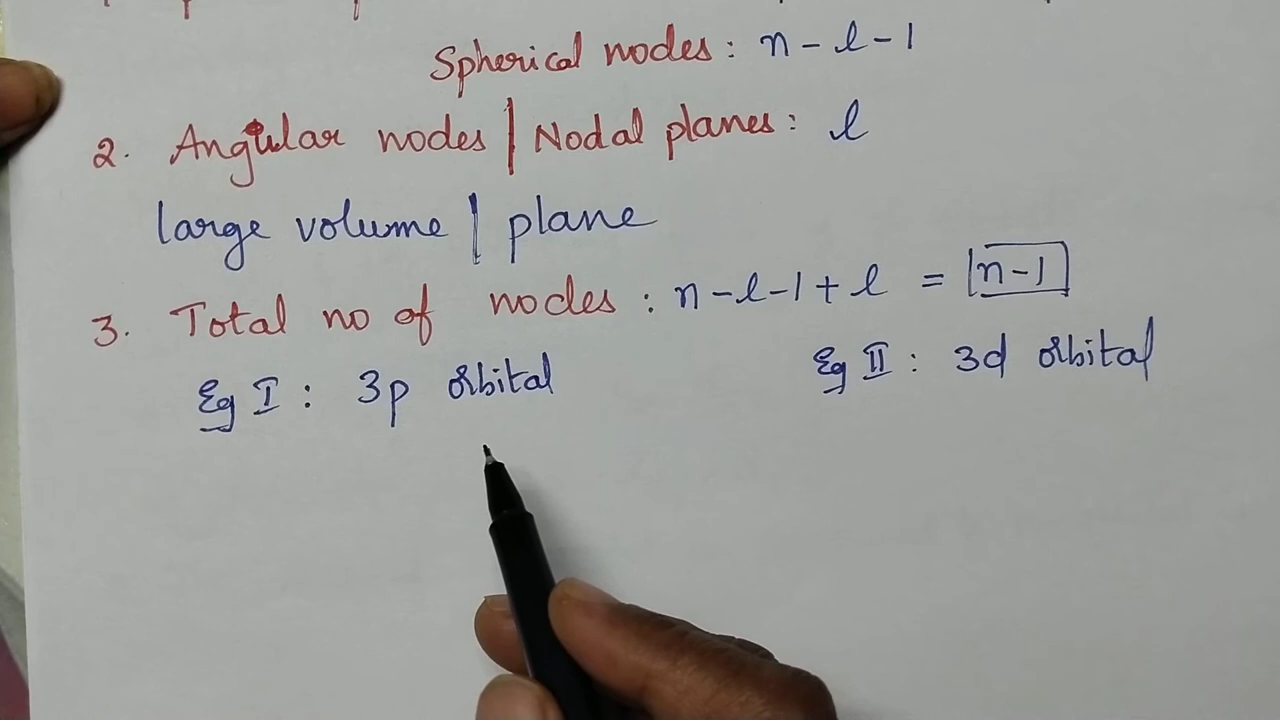 Spherical nodes: n - l - 1
2. Angular nodes | Nodal planes: l
large volume | plane
3. Total no of nodes: n - l - 1 + l = n - 1
Eg I: 3p orbital Eg II: 3d orbital